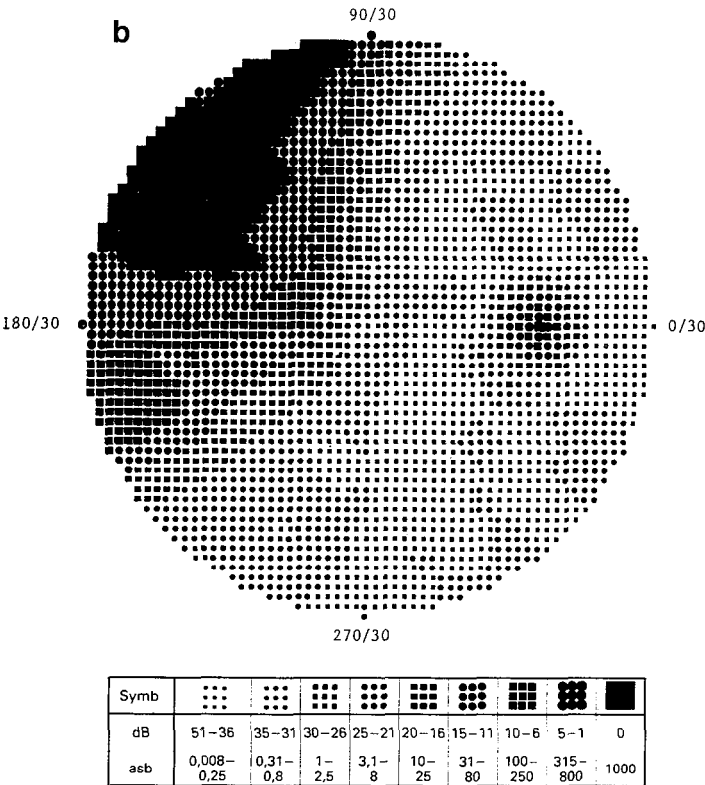 b
90/30
180/30
0/30
270/30
Symb
dB 51–36 35–31 30–26 25–21 20–16 15–11 10–6 5–1 0
asb 0,008– 0,31– 1– 3,1– 10– 31– 100– 315– 1000
0,25 0,8 2,5 8 25 80 250 800